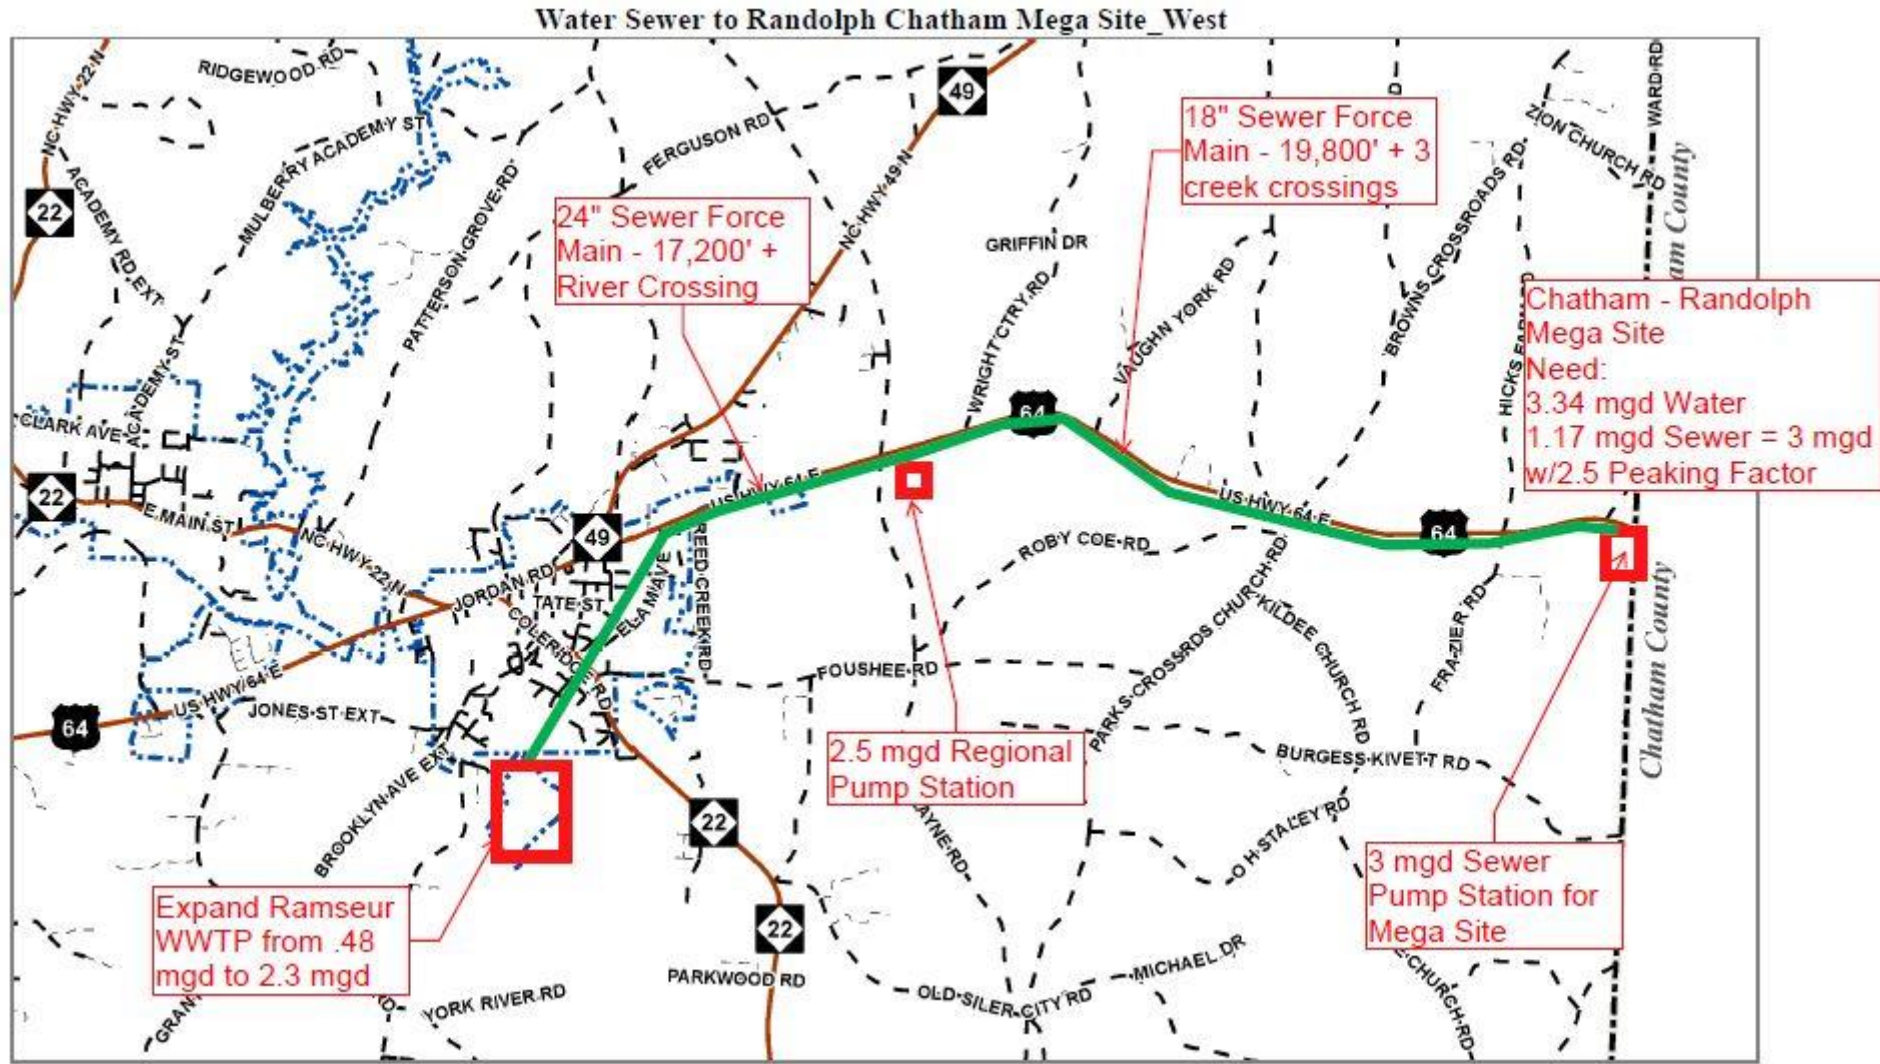 Water Sewer to Randolph Chatham Mega Site_West
RIDGEWOOD RD
NC HWY 22 N
49
WARD RD
ZION CHURCH RD
MULBERRY ACADEMY ST
FERGUSON RD
18" Sewer Force
Main - 19,800' + 3
creek crossings
22
ACADEMY RD EXT
PATTERSON GROVE RD
24" Sewer Force
Main - 17,200' +
River Crossing
NC HWY 49 N
GRIFFIN DR
WRIGHT CTRY RD
VAUGHN YORK RD
BROWNS CROSSROADS RD
Chatham - Randolph
Mega Site
Need:
3.34 mgd Water
1.17 mgd Sewer = 3 mgd
w/2.5 Peaking Factor
HICKS
CLARK AVE
ACADEMY ST
64
22
E MAIN ST
NC HWY 22 N
49
US HWY 64 E
US HWY 64 E
64
JORDAN RD
TATE ST
ELAM AVE
REED CREEK RD
COLERIDGE RD
ROBY COE RD
PARKS CROSSRDS CHURCH RD
KILDEE CHURCH RD
FRAZIER RD
Chatham County
FOUSHEE RD
64
US HWY 64 E
JONES ST EXT
BROOKLYN AVE EXT
2.5 mgd Regional
Pump Station
BURGESS KIVETT RD
22
O H STALEY RD
3 mgd Sewer
Pump Station for
Mega Site
Expand Ramseur
WWTP from .48
mgd to 2.3 mgd
22
PARKWOOD RD
YORK RIVER RD
OLD SILER CITY RD
MICHAEL DR
CHURCH RD